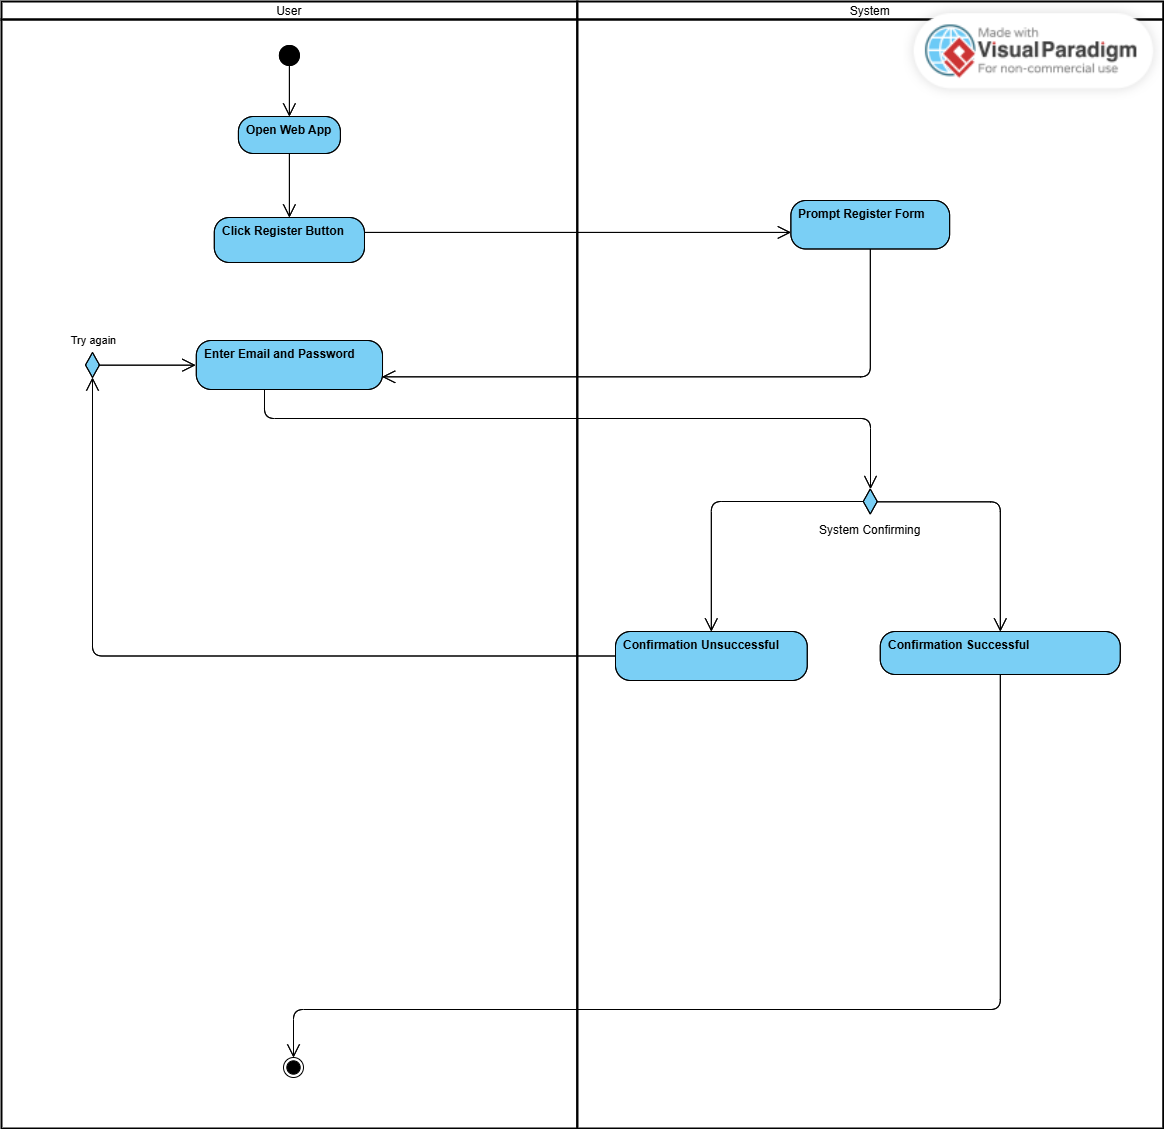 User
System
Made with
Visual Paradigm
For non-commercial use
Open Web App
Click Register Button
Prompt Register Form
Try again
Enter Email and Password
System Confirming
Confirmation Unsuccessful
Confirmation Successful